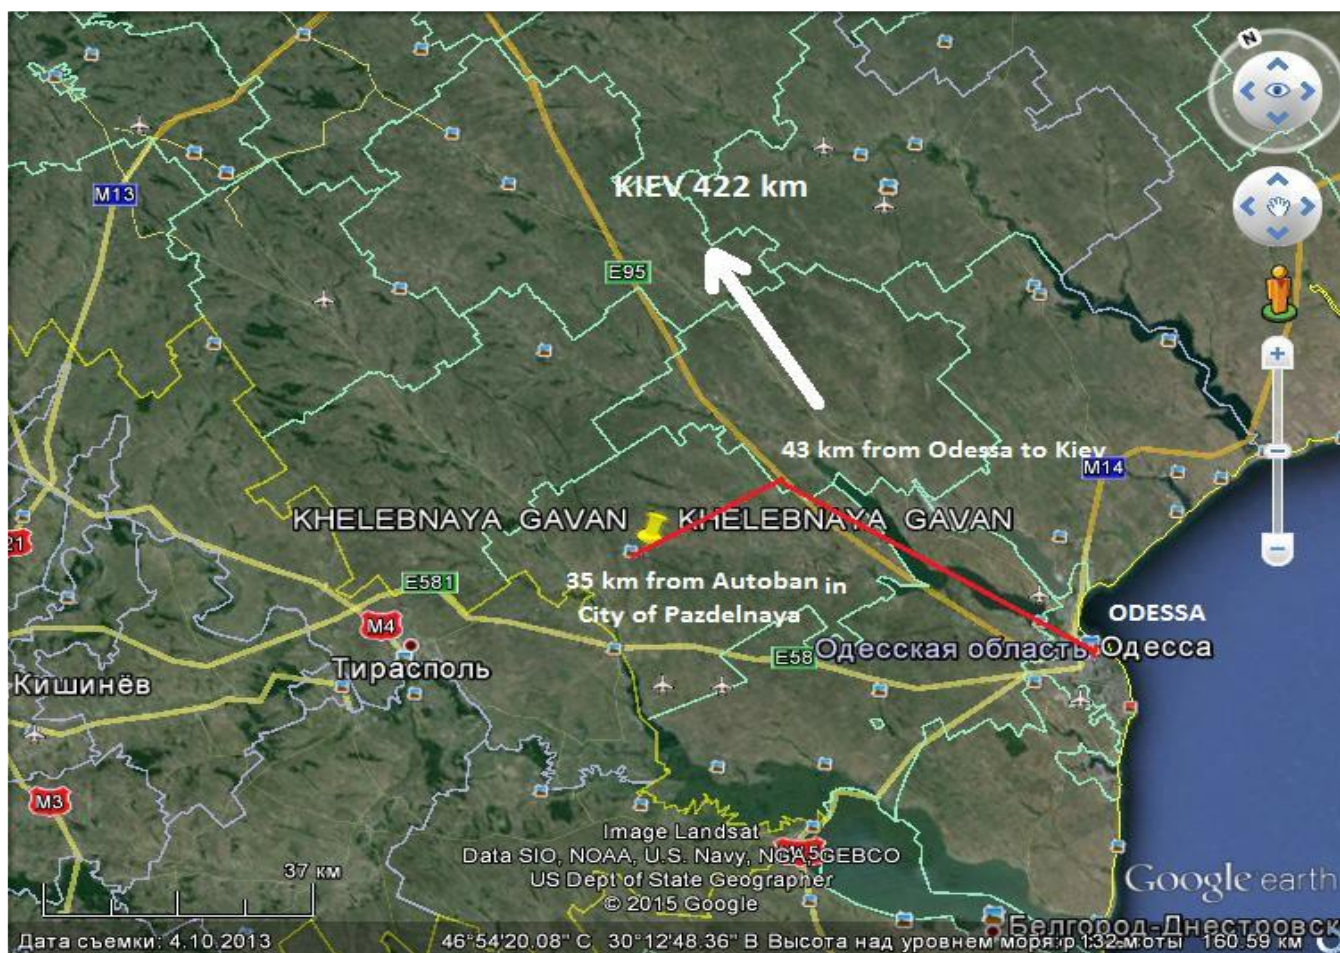 N
M13
KIEV 422 km
E95
43 km from Odessa to Kiev
M14
KHELEBNAYA GAVAN
KHELEBNAYA GAVAN
21
35 km from Autoban in
City of Pazdelnaya
E581
M4
ODESSA
Одесская область
Одесса
E58
Тирасполь
Кишинёв
M3
Image Landsat
Data SIO, NOAA, U.S. Navy, NGA, GEBCO
US Dept of State Geographer
© 2015 Google
37 км
Google earth
Белгород-Днестровск
Дата съемки: 4.10.2013
46°54'20.08" С 30°12'48.36" В Высота над уровнем моря: 132 м
160.59 км